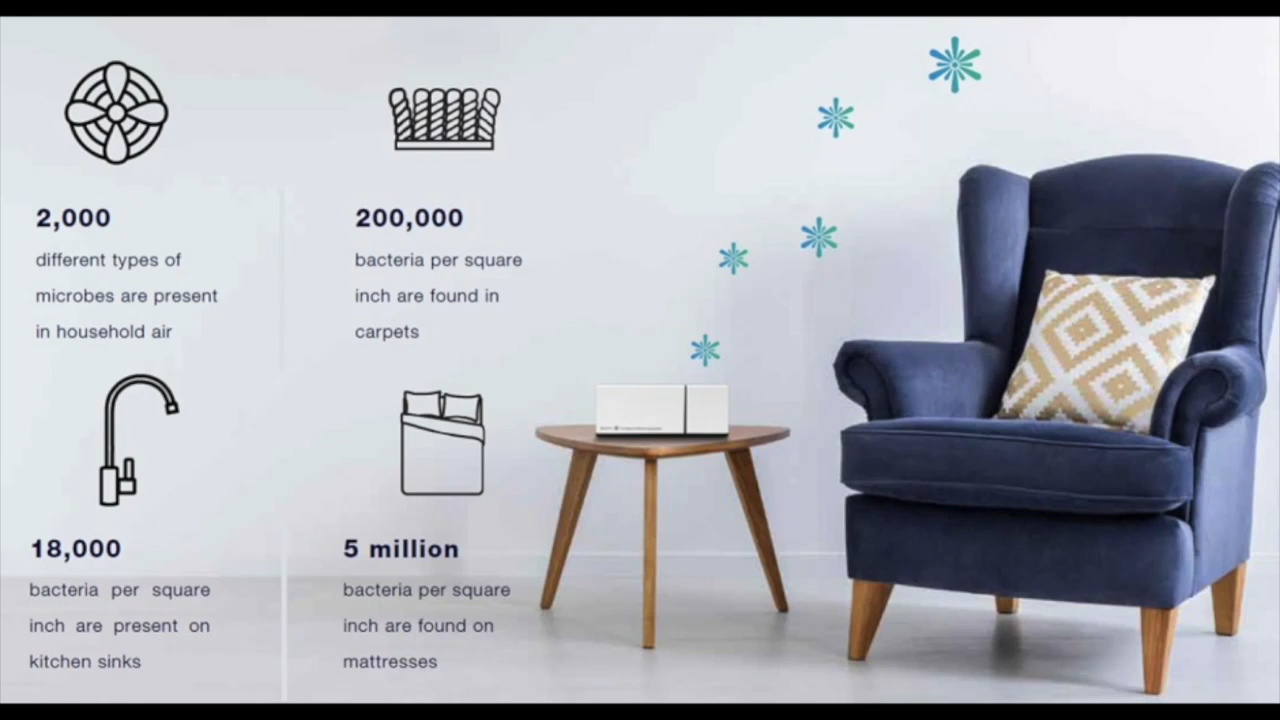 2,000
different types of
microbes are present
in household air
200,000
bacteria per square
inch are found in
carpets
18,000
bacteria per square
inch are present on
kitchen sinks
5 million
bacteria per square
inch are found on
mattresses